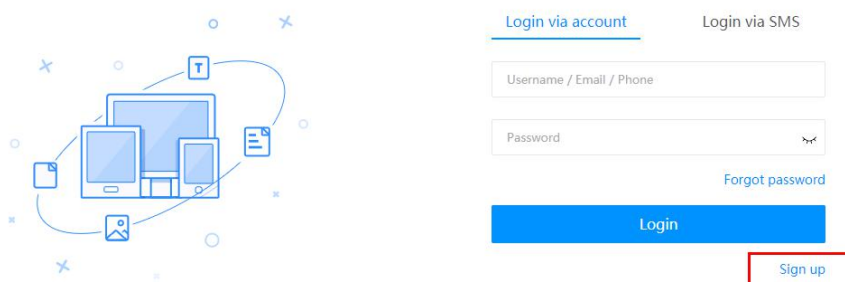 Login via account
Login via SMS
T
Username / Email / Phone
Password
Forgot password
Login
Sign up